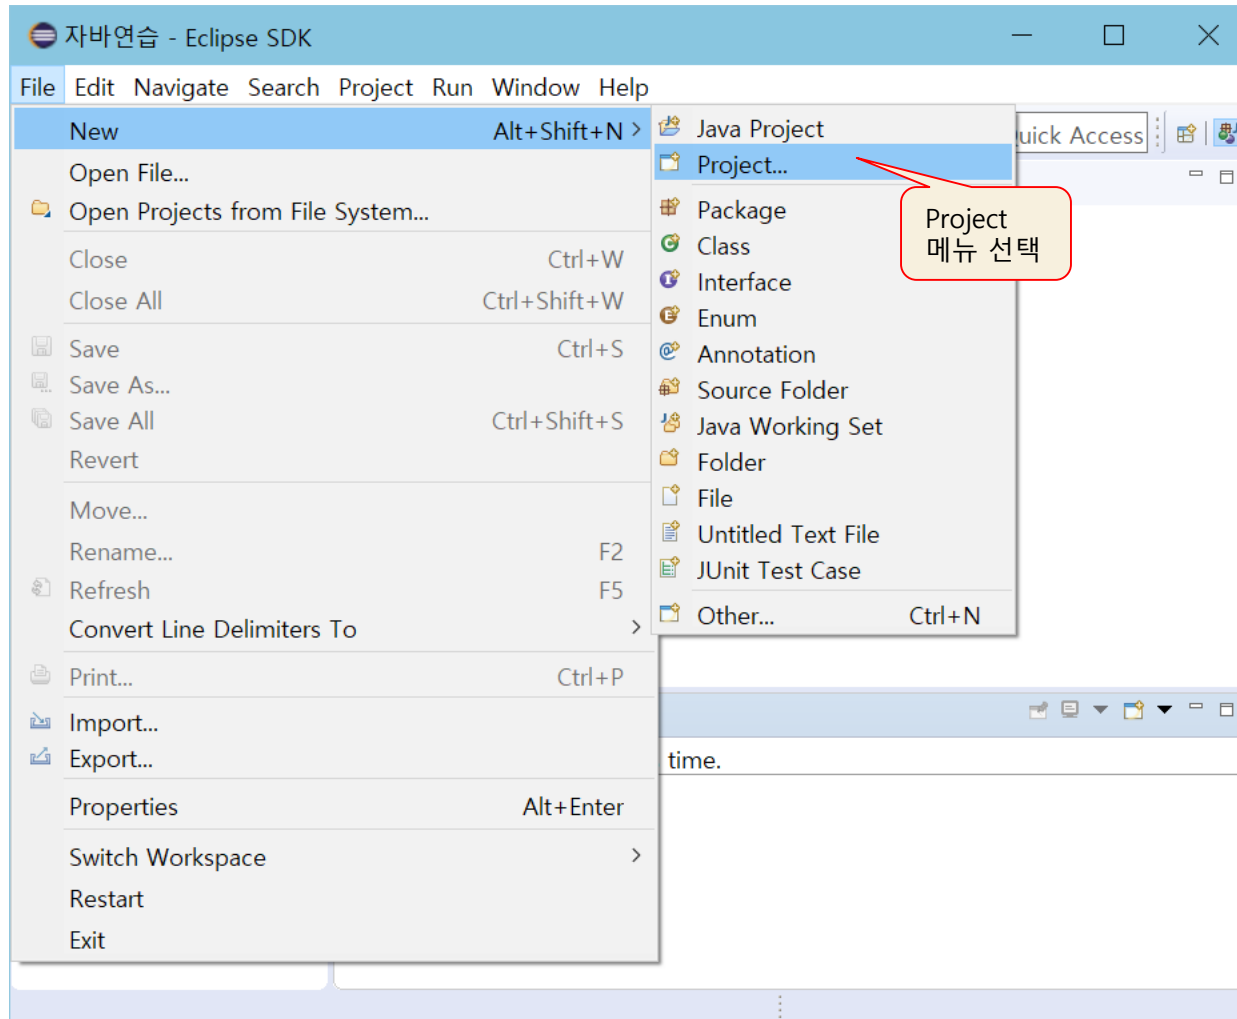 자바연습 - Eclipse SDK
File Edit Navigate Search Project Run Window Help
New Alt+Shift+N
Open File...
Open Projects from File System...
Close Ctrl+W
Close All Ctrl+Shift+W
Save Ctrl+S
Save As...
Save All Ctrl+Shift+S
Revert
Move...
Rename... F2
Refresh F5
Convert Line Delimiters To
Print... Ctrl+P
Import...
Export...
Properties Alt+Enter
Switch Workspace
Restart
Exit
Java Project
Project...
Package
Class
Interface
Enum
Annotation
Source Folder
Java Working Set
Folder
File
Untitled Text File
JUnit Test Case
Other... Ctrl+N
Project
메뉴 선택
uick Access
time.